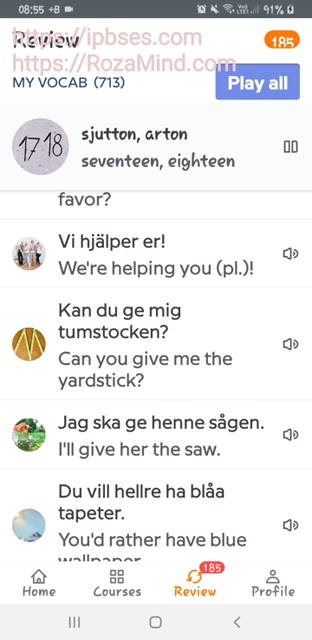 08:55 +B
91%
Review
185
https://ipbses.com
https://RozaMind.com
MY VOCAB (713)
Play all
17 18
sjutton, arton
seventeen, eighteen
favor?
Vi hjälper er!
We're helping you (pl.)!
Kan du ge mig
tumstocken?
Can you give me the
yardstick?
Jag ska ge henne sågen.
I'll give her the saw.
Du vill hellre ha blåa
tapeter.
You'd rather have blue
wallpaper
185
Home
Courses
Review
Profile